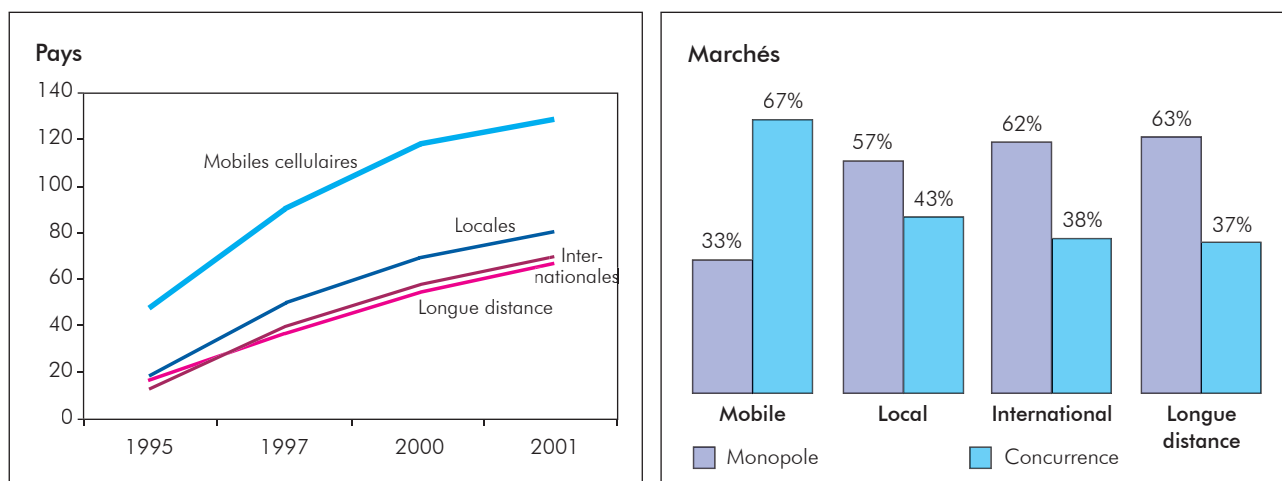 Pays
140
120
100
80
60
40
20
0
Mobiles cellulaires
Locales
Inter-
nationales
Longue distance
1995 1997 2000 2001
Marchés
33% 67%
57% 43%
62% 38%
63% 37%
Mobile Local International Longue
distance
Monopole Concurrence